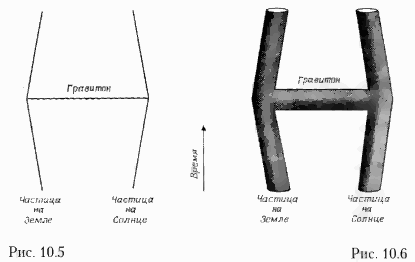 Гравитон
Гравитон
Время
Частица
на
Земле
Частица
на
Солнце
Частица
на
Земле
Частица
на
Солнце
Рис. 10.5
Рис. 10.6